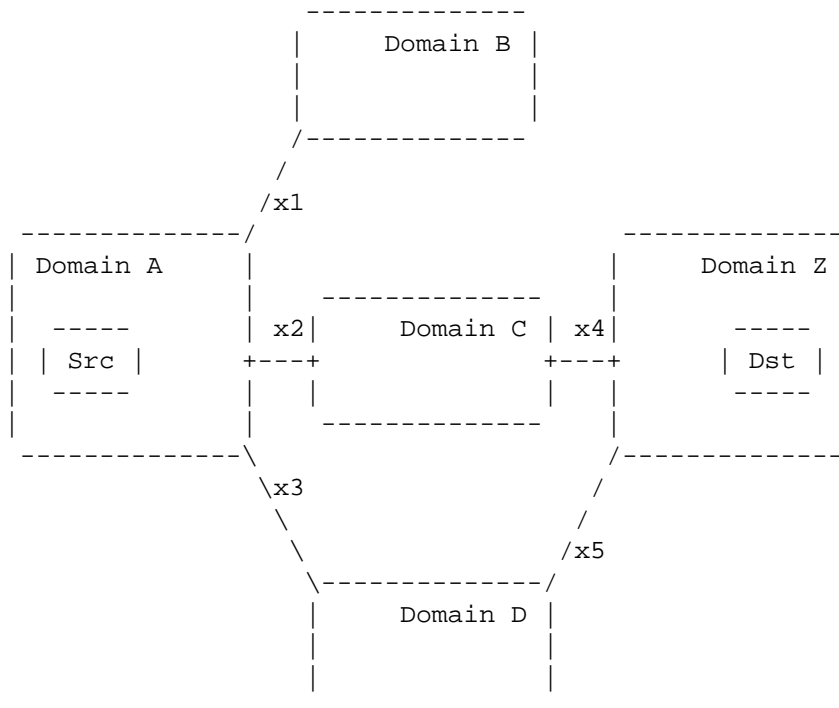 Domain B
x1
Domain A Domain Z
x2 Domain C x4
Src Dst
x3
x5
Domain D